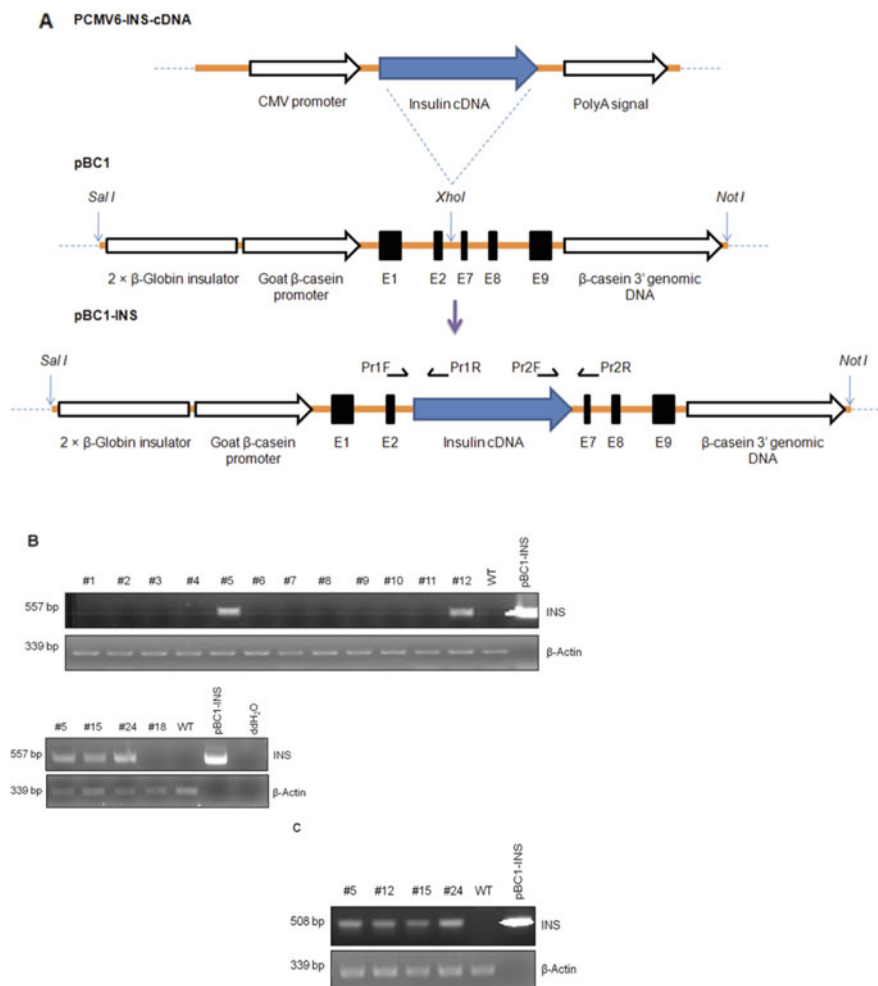 A
PCMV6-INS-cDNA
CMV promoter
Insulin cDNA
PolyA signal
pBC1
Sal I
XhoI
Not I
2 × β-Globin insulator
Goat β-casein promoter
E1
E2
E7
E8
E9
β-casein 3' genomic DNA
pBC1-INS
Sal I
Pr1F
Pr1R
Pr2F
Pr2R
Not I
2 × β-Globin insulator
Goat β-casein promoter
E1
E2
Insulin cDNA
E7
E8
E9
β-casein 3' genomic DNA
B
#1 #2 #3 #4 #5 #6 #7 #8 #9 #10 #11 #12 WT pBC1-INS
557 bp INS
339 bp β-Actin
#5 #15 #24 #18 WT pBC1-INS ddH₂O
557 bp INS
339 bp β-Actin
C
#5 #12 #15 #24 WT pBC1-INS
508 bp INS
339 bp β-Actin